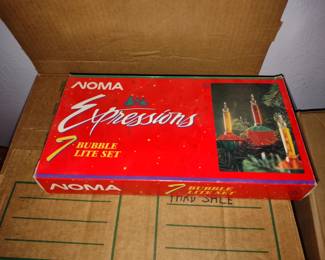 NOMA
Expressions
7 BUBBLE
LITE SET
NOMA
7 BUBBLE
LITE SET
YARD SALE